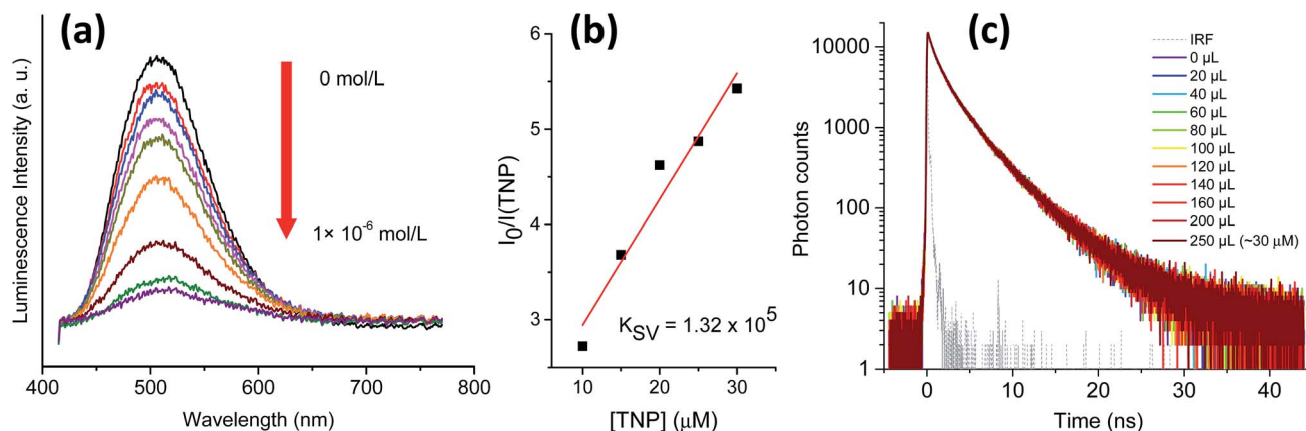 (a)
Luminescence Intensity (a. u.)
0 mol/L
1× 10⁻⁶ mol/L
400 500 600 700 800
Wavelength (nm)
(b)
I₀/I(TNP)
6
5
4
3
K_SV = 1.32 x 10⁵
10 15 20 25 30
[TNP] (μM)
(c)
Photon counts
10000
1000
100
10
1
IRF
0 μL
20 μL
40 μL
60 μL
80 μL
100 μL
120 μL
140 μL
160 μL
200 μL
250 μL (~30 μM)
0 10 20 30 40
Time (ns)